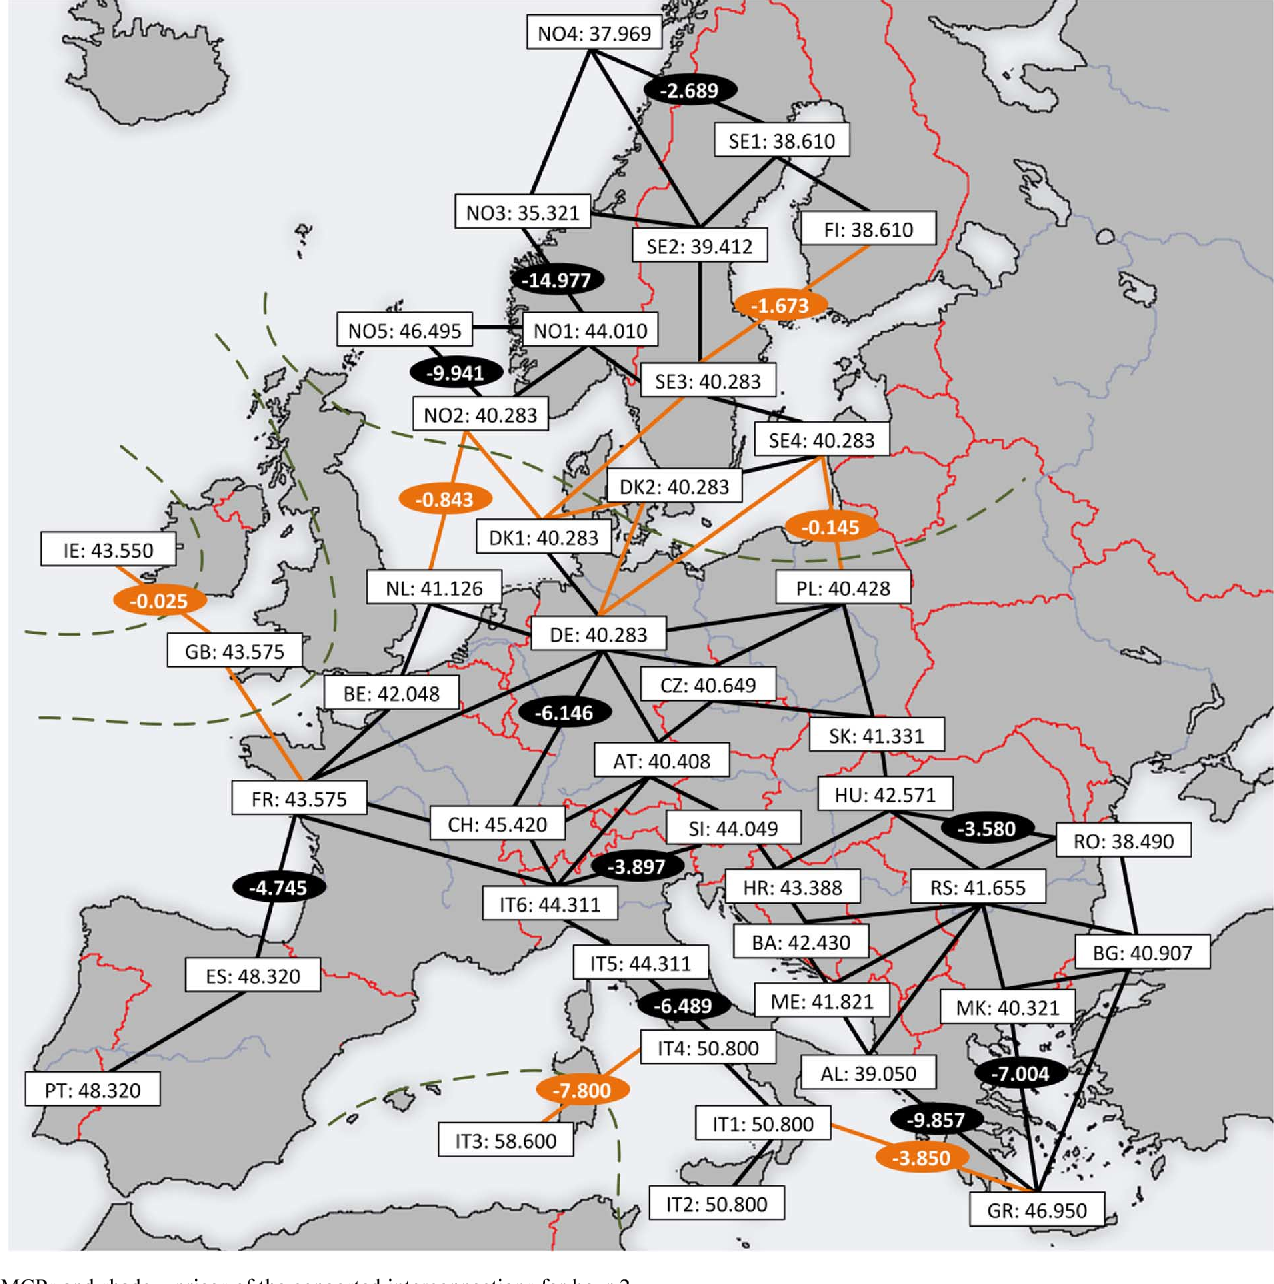 NO4: 37.969
-2.689
SE1: 38.610
NO3: 35.321
FI: 38.610
SE2: 39.412
-14.977
-1.673
NO5: 46.495
NO1: 44.010
-9.941
SE3: 40.283
NO2: 40.283
SE4: 40.283
DK2: 40.283
-0.843
-0.145
DK1: 40.283
IE: 43.550
NL: 41.126
PL: 40.428
-0.025
DE: 40.283
GB: 43.575
CZ: 40.649
BE: 42.048
-6.146
SK: 41.331
AT: 40.408
HU: 42.571
FR: 43.575
CH: 45.420
SI: 44.049
-3.580
RO: 38.490
-3.897
-4.745
HR: 43.388
RS: 41.655
IT6: 44.311
BA: 42.430
BG: 40.907
IT5: 44.311
ES: 48.320
ME: 41.821
-6.489
MK: 40.321
IT4: 50.800
AL: 39.050
-7.004
PT: 48.320
-7.800
-9.857
IT1: 50.800
IT3: 58.600
-3.850
IT2: 50.800
GR: 46.950